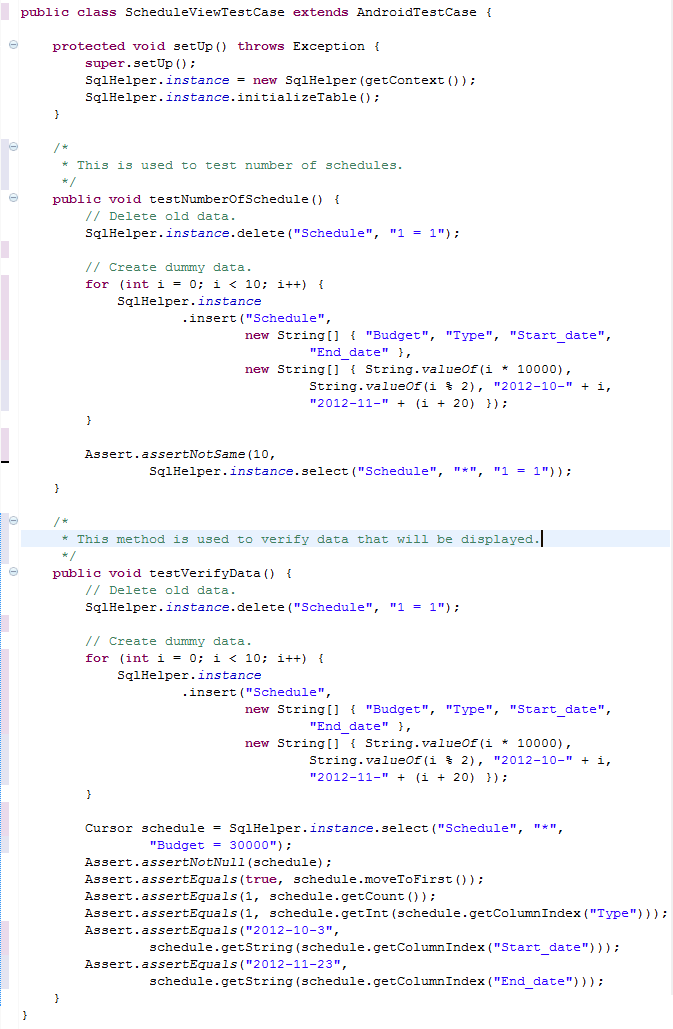 public class ScheduleViewTestCase extends AndroidTestCase {
protected void setUp() throws Exception {
super.setUp();
SqlHelper.instance = new SqlHelper(getContext());
SqlHelper.instance.initializeTable();
}
/*
* This is used to test number of schedules.
*/
public void testNumberOfSchedule() {
// Delete old data.
SqlHelper.instance.delete("Schedule", "1 = 1");
// Create dummy data.
for (int i = 0; i < 10; i++) {
SqlHelper.instance
.insert("Schedule",
new String[] { "Budget", "Type", "Start_date",
"End_date" },
new String[] { String.valueOf(i * 10000),
String.valueOf(i % 2), "2012-10-" + i,
"2012-11-" + (i + 20) });
}
Assert.assertNotSame(10,
SqlHelper.instance.select("Schedule", "*", "1 = 1"));
}
/*
* This method is used to verify data that will be displayed.
*/
public void testVerifyData() {
// Delete old data.
SqlHelper.instance.delete("Schedule", "1 = 1");
// Create dummy data.
for (int i = 0; i < 10; i++) {
SqlHelper.instance
.insert("Schedule",
new String[] { "Budget", "Type", "Start_date",
"End_date" },
new String[] { String.valueOf(i * 10000),
String.valueOf(i % 2), "2012-10-" + i,
"2012-11-" + (i + 20) });
}
Cursor schedule = SqlHelper.instance.select("Schedule", "*",
"Budget = 30000");
Assert.assertNotNull(schedule);
Assert.assertEquals(true, schedule.moveToFirst());
Assert.assertEquals(1, schedule.getCount());
Assert.assertEquals(1, schedule.getInt(schedule.getColumnIndex("Type")));
Assert.assertEquals("2012-10-3",
schedule.getString(schedule.getColumnIndex("Start_date")));
Assert.assertEquals("2012-11-23",
schedule.getString(schedule.getColumnIndex("End_date")));
}
}